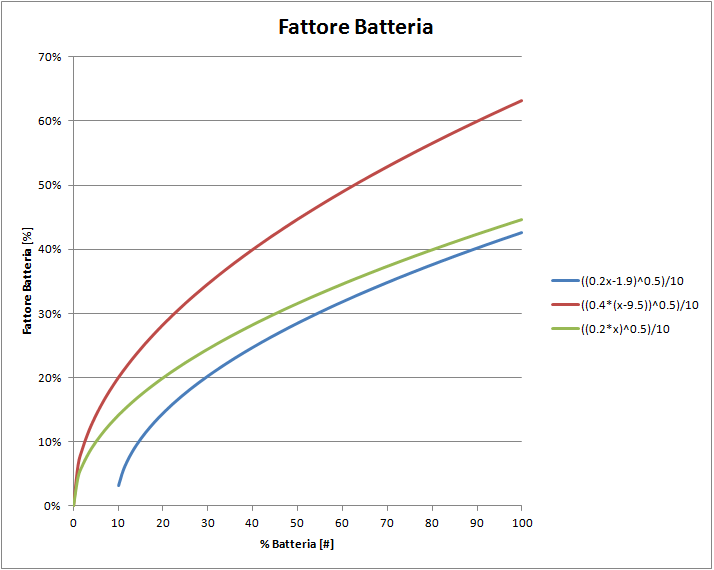 Fattore Batteria
70%
60%
50%
40%
30%
20%
10%
0%
Fattore Batteria [%]
0 10 20 30 40 50 60 70 80 90 100
% Batteria [#]
((0.2x-1.9)^0.5)/10
((0.4*(x-9.5))^0.5)/10
((0.2*x)^0.5)/10